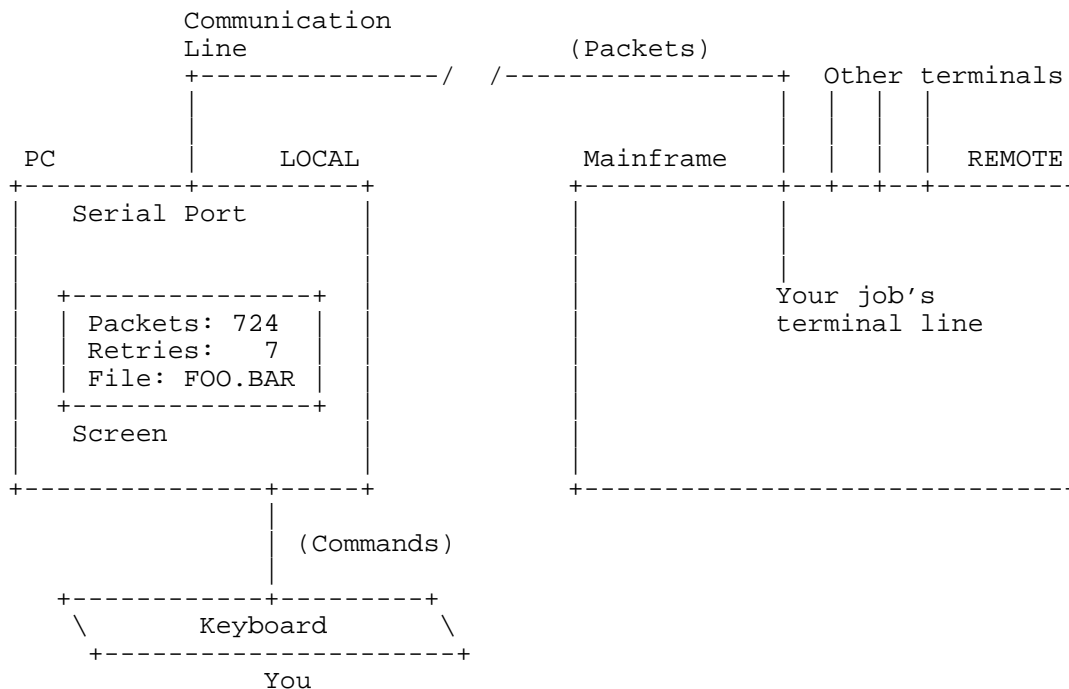 Communication
Line (Packets)
Other terminals
PC LOCAL Mainframe REMOTE
Serial Port
Your job’s
terminal line
Packets: 724
Retries: 7
File: FOO.BAR
Screen
(Commands)
Keyboard
You